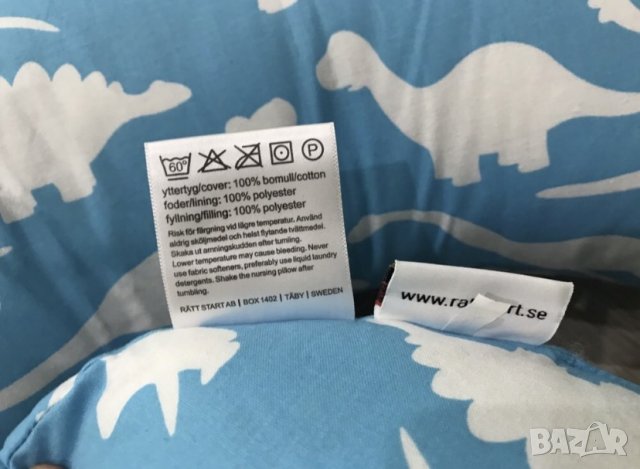 60°
P
yttertyg/cover: 100% bomull/cotton
foder/lining: 100% polyester
fyllning/filling: 100% polyester
Risk för färgning vid lägre temperatur. Använd
aldrig sköljmedel och helst flytande tvättmedel.
Skaka ut amningskudden efter tumling.
Lower temperature may cause bleeding. Never
use fabric softeners, preferably use liquid laundry
detergents. Shake the nursing pillow after
tumbling.
RÄTT START AB | BOX 1402 | TÄBY | SWEDEN
rt.se
BAZAR